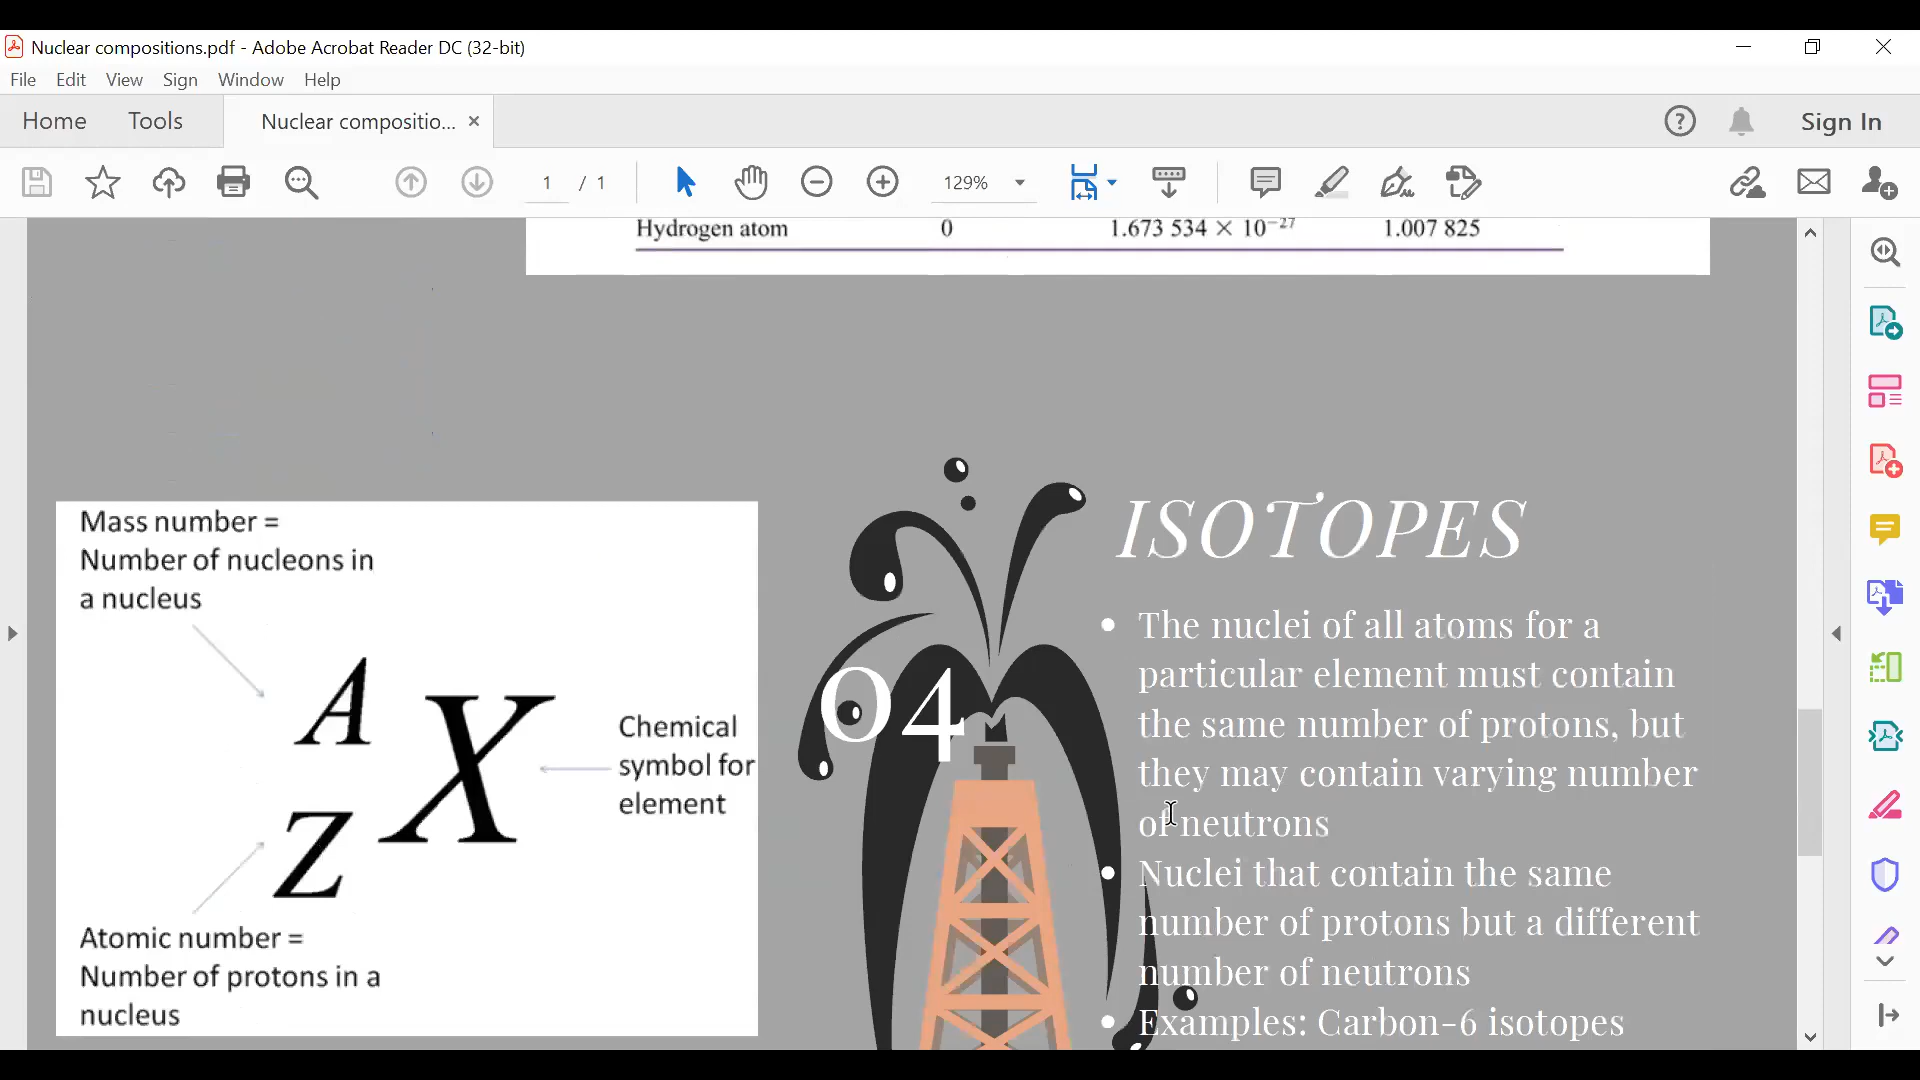 Nuclear compositions.pdf - Adobe Acrobat Reader DC (32-bit)
File Edit View Sign Window Help
Home Tools Nuclear compositio... × Sign In
1 / 1 129%
Hydrogen atom 0 1.673 534 × 10⁻²⁷ 1.007 825
Mass number =
Number of nucleons in
a nucleus
A
X
Z
Chemical
symbol for
element
Atomic number =
Number of protons in a
nucleus
04
ISOTOPES
• The nuclei of all atoms for a
particular element must contain
the same number of protons, but
they may contain varying number
of neutrons
• Nuclei that contain the same
number of protons but a different
number of neutrons
• Examples: Carbon-6 isotopes